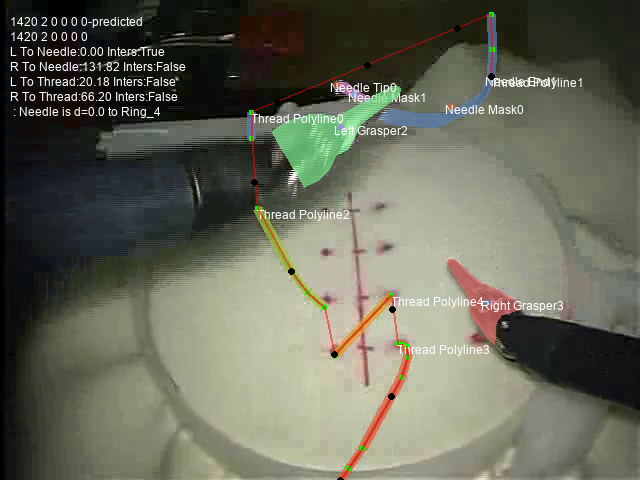 1420 2 0 0 0 0-predicted
1420 2 0 0 0 0
L To Needle:0.00 Inters:True
R To Needle:131.82 Inters:False
L To Thread:20.18 Inters:False
R To Thread:66.20 Inters:False
: Needle is d=0.0 to Ring_4
Needle Tip0
Needle Mask1
Thread Polyline1
Needle Mask0
Thread Polyline0
Left Grasper2
Thread Polyline2
Thread Polyline4
Right Grasper3
Thread Polyline3